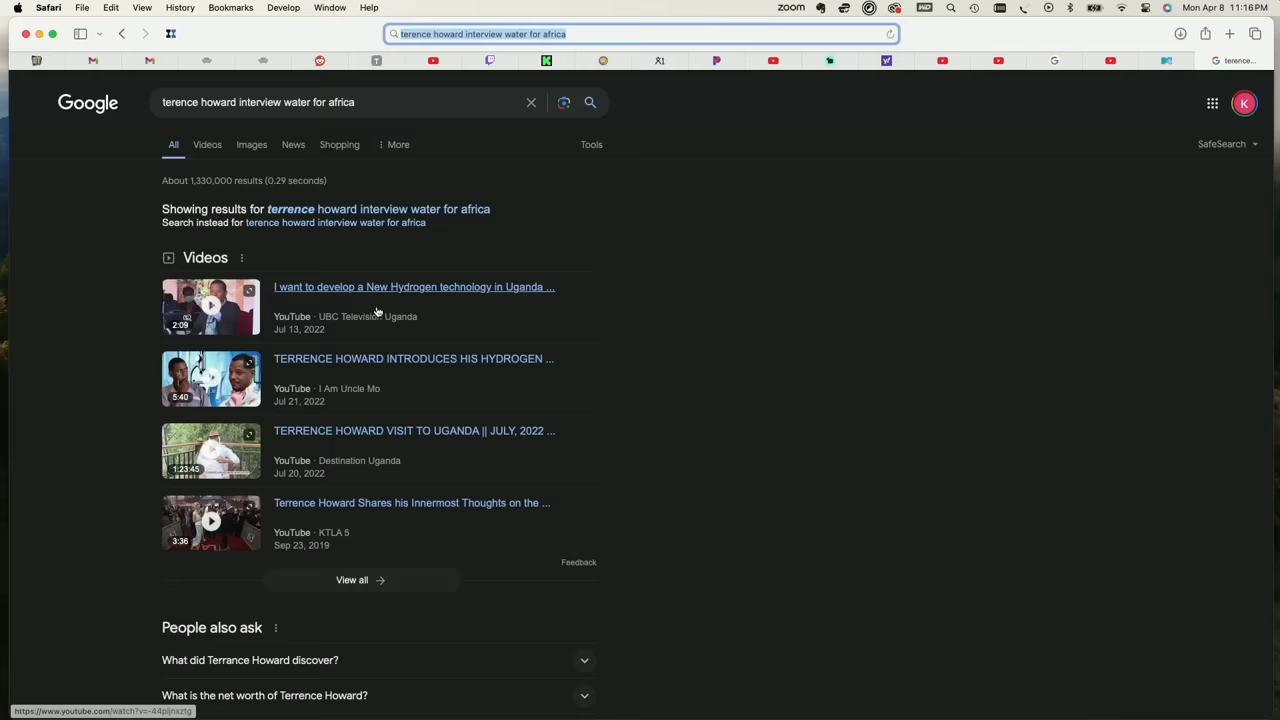 Safari File Edit View History Bookmarks Develop Window Help zoom Mon Apr 8 11:16 PM
terence howard interview water for africa
terence...
Google
terence howard interview water for africa
K
All Videos Images News Shopping More Tools SafeSearch
About 1,330,000 results (0.29 seconds)
Showing results for terrence howard interview water for africa
Search instead for terence howard interview water for africa
Videos
I want to develop a New Hydrogen technology in Uganda ...
YouTube · UBC Television Uganda
2:09
Jul 13, 2022
TERRENCE HOWARD INTRODUCES HIS HYDROGEN ...
YouTube · I Am Uncle Mo
5:40
Jul 21, 2022
TERRENCE HOWARD VISIT TO UGANDA || JULY, 2022 ...
YouTube · Destination Uganda
1:23:45
Jul 20, 2022
Terrence Howard Shares his Innermost Thoughts on the ...
YouTube · KTLA 5
3:36
Sep 23, 2019
Feedback
View all
People also ask
What did Terrance Howard discover?
What is the net worth of Terrence Howard?